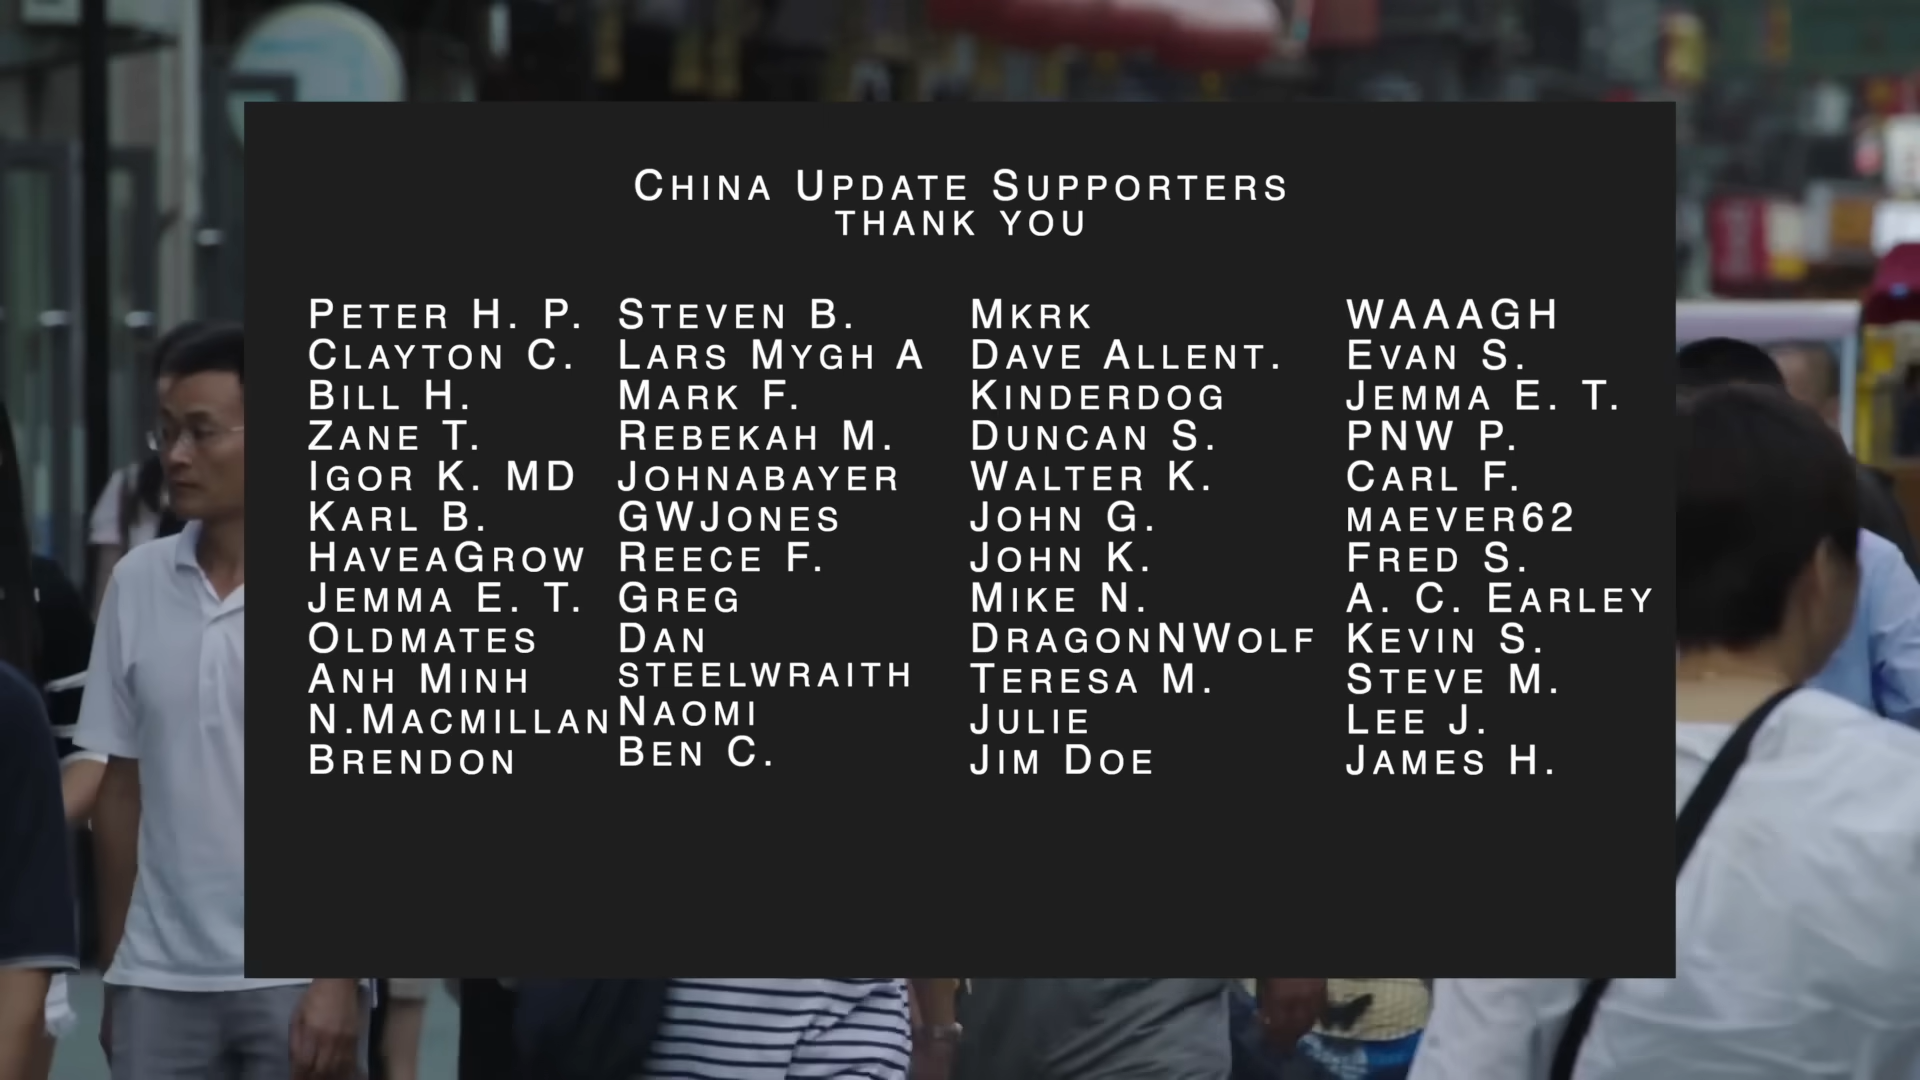 China Update Supporters
THANK YOU
Peter H. P.
Clayton C.
Bill H.
Zane T.
Igor K. MD
Karl B.
HaveaGrow
Jemma E. T.
Oldmates
Anh Minh
N.Macmillan
Brendon
Steven B.
Lars Mygh A
Mark F.
Rebekah M.
Johnabayer
GWJones
Reece F.
Greg
Dan
steelwraith
Naomi
Ben C.
Mkrk
Dave Allent.
Kinderdog
Duncan S.
Walter K.
John G.
John K.
Mike N.
DragonNWolf
Teresa M.
Julie
Jim Doe
WAAAGH
Evan S.
Jemma E. T.
PNW P.
Carl F.
maever62
Fred S.
A. C. Earley
Kevin S.
Steve M.
Lee J.
James H.